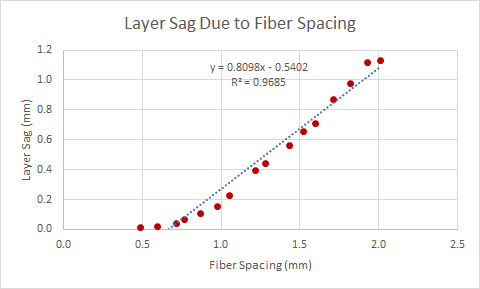 Layer Sag Due to Fiber Spacing
1.2
y = 0.8098x - 0.5402
R² = 0.9685
1.0
0.8
0.6
0.4
0.2
0.0
Layer Sag (mm)
0.0 0.5 1.0 1.5 2.0 2.5
Fiber Spacing (mm)